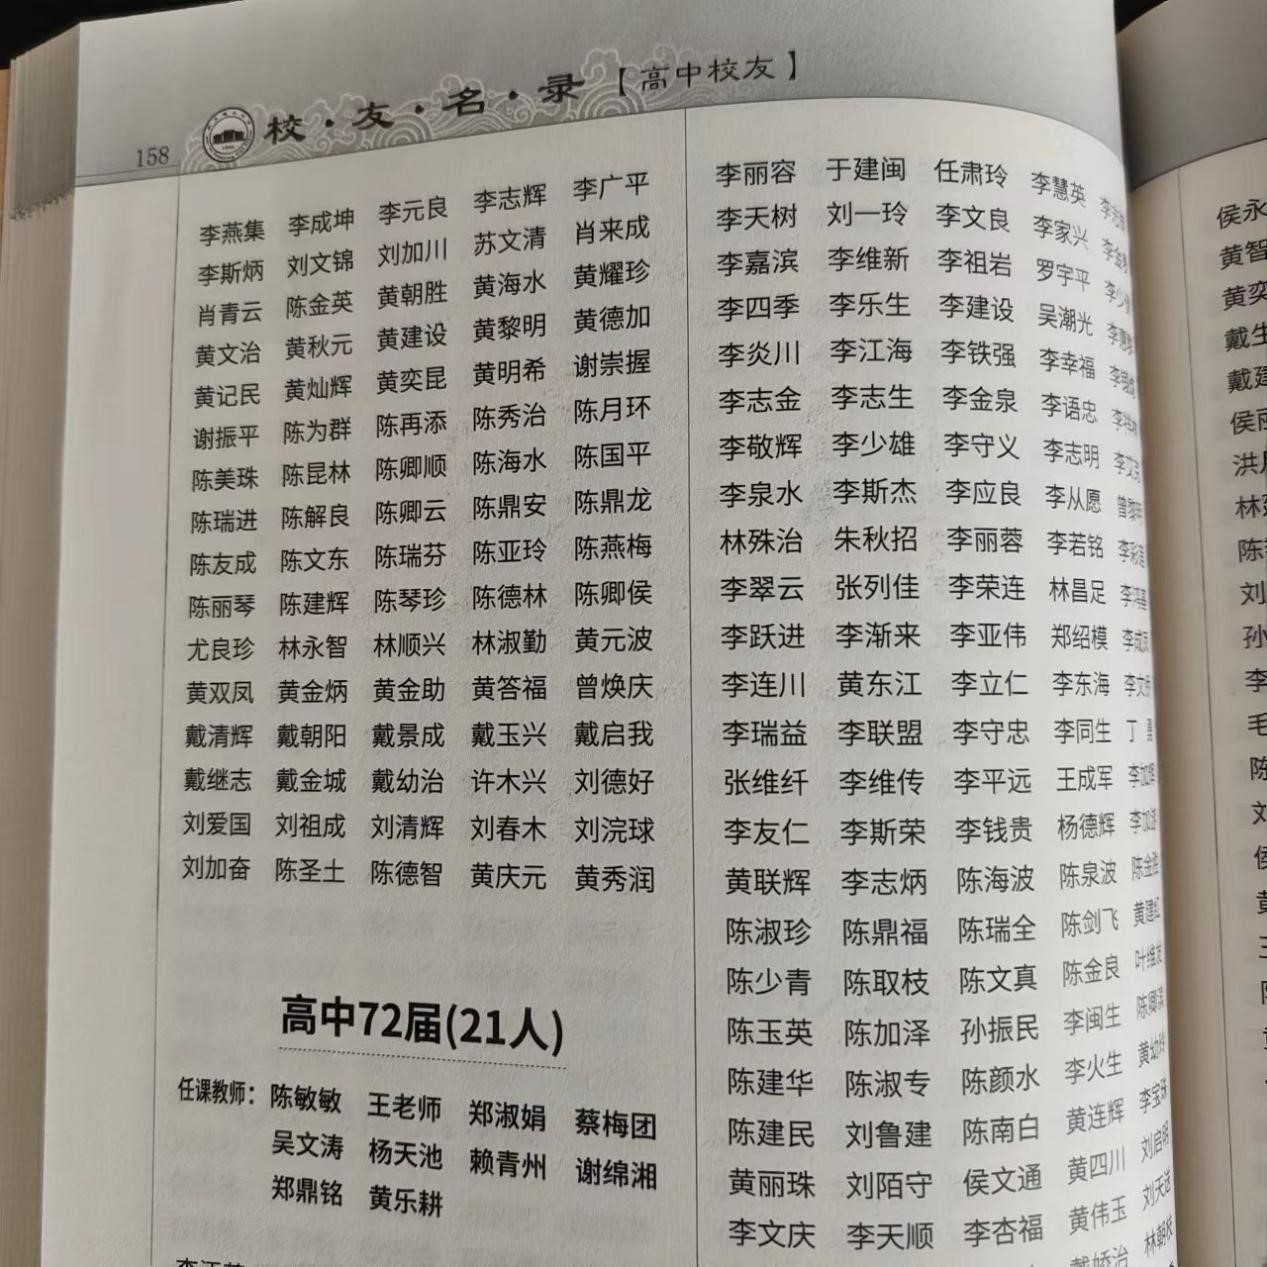 158
校·友·名·录【高中校友】
李燕集 李成坤 李元良 李志辉 李广平
李斯炳 刘文锦 刘加川 苏文清 肖来成
肖青云 陈金英 黄朝胜 黄海水 黄耀珍
黄文治 黄秋元 黄建设 黄黎明 黄德加
黄记民 黄灿辉 黄奕昆 黄明希 谢崇握
谢振平 陈为群 陈再添 陈秀治 陈月环
陈美珠 陈昆林 陈卿顺 陈海水 陈国平
陈瑞进 陈解良 陈卿云 陈鼎安 陈鼎龙
陈友成 陈文东 陈瑞芬 陈亚玲 陈燕梅
陈丽琴 陈建辉 陈琴珍 陈德林 陈卿侯
尤良珍 林永智 林顺兴 林淑勤 黄元波
黄双凤 黄金炳 黄金助 黄答福 曾焕庆
戴清辉 戴朝阳 戴景成 戴玉兴 戴启我
戴继志 戴金城 戴幼治 许木兴 刘德好
刘爱国 刘祖成 刘清辉 刘春木 刘浣球
刘加奋 陈圣土 陈德智 黄庆元 黄秀润
高中72届(21人)
任课教师：陈敏敏 王老师 郑淑娟 蔡梅团
吴文涛 杨天池 赖青州 谢绵湘
郑鼎铭 黄乐耕
李丽容 于建闽 任肃玲 李慧英
李天树 刘一玲 李文良 李家兴
李嘉滨 李维新 李祖岩 罗宇平
李四季 李乐生 李建设 吴潮光
李炎川 李江海 李铁强 李幸福
李志金 李志生 李金泉 李语忠
李敬辉 李少雄 李守义 李志明
李泉水 李斯杰 李应良 李从愿
林殊治 朱秋招 李丽蓉 李若铭
李翠云 张列佳 李荣连 林昌足
李跃进 李渐来 李亚伟 郑绍模
李连川 黄东江 李立仁 李东海
李瑞益 李联盟 李守忠 李同生 丁勇
张维纤 李维传 李平远 王成军
李友仁 李斯荣 李钱贵 杨德辉
黄联辉 李志炳 陈海波 陈泉波
陈淑珍 陈鼎福 陈瑞全 陈剑飞
陈少青 陈取枝 陈文真 陈金良
陈玉英 陈加泽 孙振民 李闽生
陈建华 陈淑专 陈颜水 李火生
陈建民 刘鲁建 陈南白 黄连辉
黄丽珠 刘陌守 侯文通 黄四川
李文庆 李天顺 李杏福 黄伟玉
侯永
黄智
黄奕